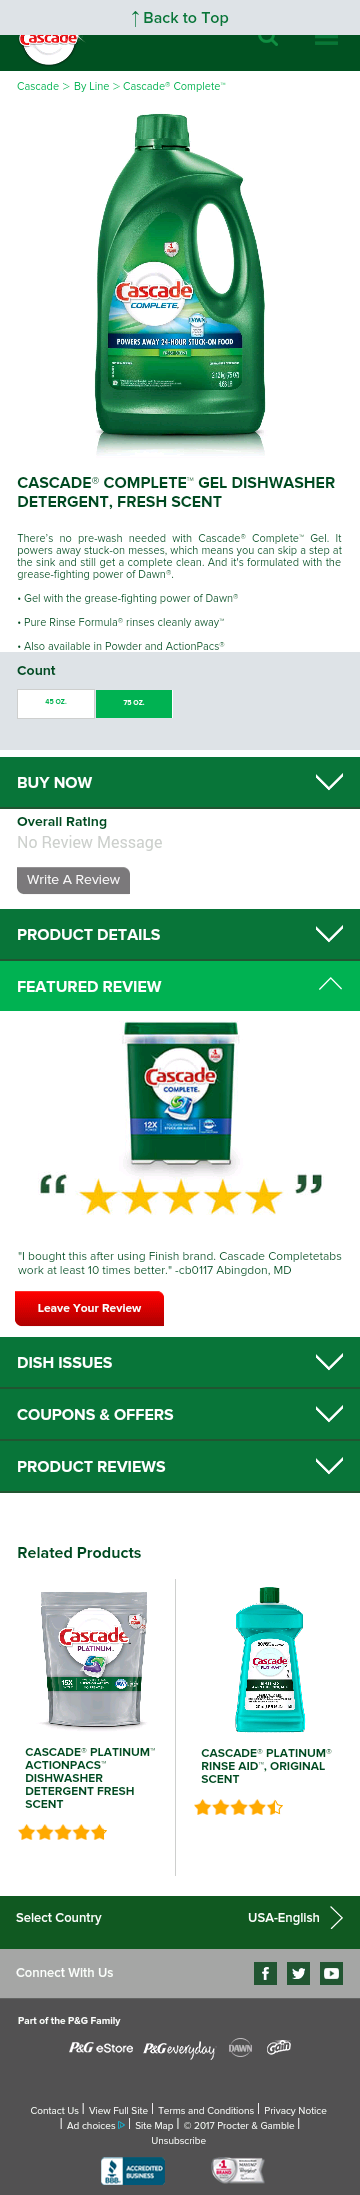 ↑ Back to Top
Cascade
Cascade > By Line > Cascade® Complete™
Cascade
COMPLETE
DAWN
POWERS AWAY 24-HOUR STUCK-ON FOOD
CASCADE® COMPLETE™ GEL DISHWASHER
DETERGENT, FRESH SCENT
There's no pre-wash needed with Cascade® Complete™ Gel. It
powers away stuck-on messes, which means you can skip a step at
the sink and still get a complete clean. And it's formulated with the
grease-fighting power of Dawn®.
• Gel with the grease-fighting power of Dawn®
• Pure Rinse Formula® rinses cleanly away™
• Also available in Powder and ActionPacs®
Count
45 OZ. 75 OZ.
BUY NOW
Overall Rating
No Review Message
Write A Review
PRODUCT DETAILS
FEATURED REVIEW
Cascade
COMPLETE
12X
“ ”
"I bought this after using Finish brand. Cascade Completetabs
work at least 10 times better." -cb0117 Abingdon, MD
Leave Your Review
DISH ISSUES
COUPONS & OFFERS
PRODUCT REVIEWS
Related Products
Cascade
PLATINUM
15X
CASCADE® PLATINUM™
ACTIONPACS™
DISHWASHER
DETERGENT FRESH
SCENT
Cascade
PLATINUM
CASCADE® PLATINUM®
RINSE AID™, ORIGINAL
SCENT
Select Country USA-English
Connect With Us
Part of the P&G Family
P&G eStore P&G everyday DAWN Gain
Contact Us | View Full Site | Terms and Conditions | Privacy Notice
| Ad choices | Site Map | © 2017 Procter & Gamble |
Unsubscribe
BBB ACCREDITED
BUSINESS